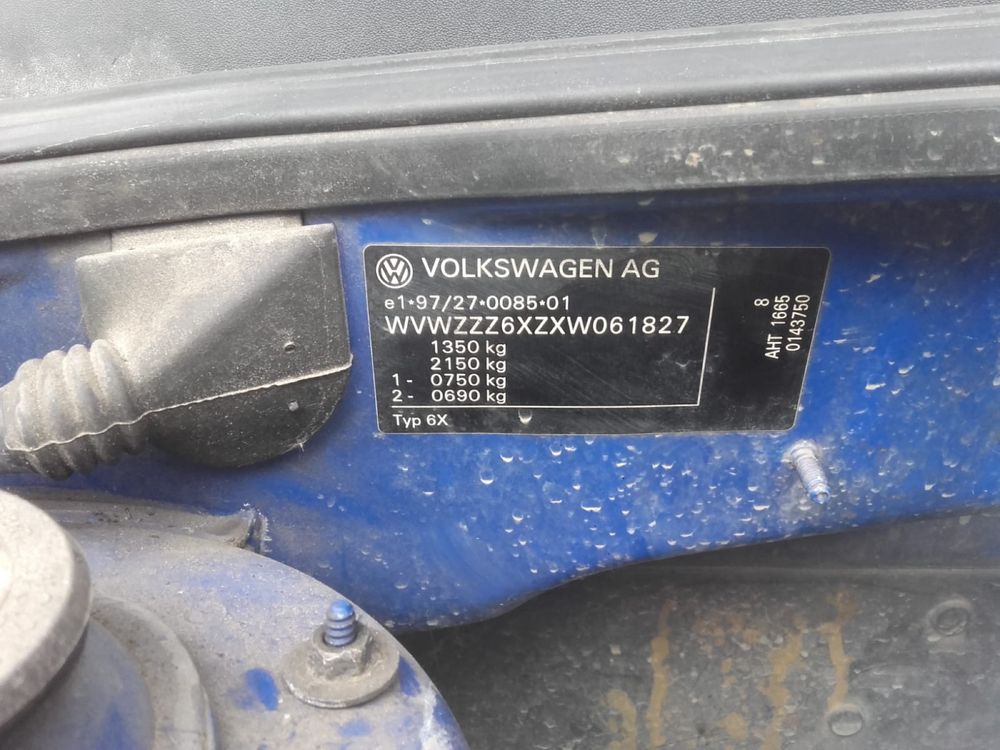 VOLKSWAGEN AG
e1*97/27*0085*01
WVWZZZ6XZXW061827
1350 kg
2150 kg
1- 0750 kg
2- 0690 kg
Typ 6X
8
AHT 1665
0143750